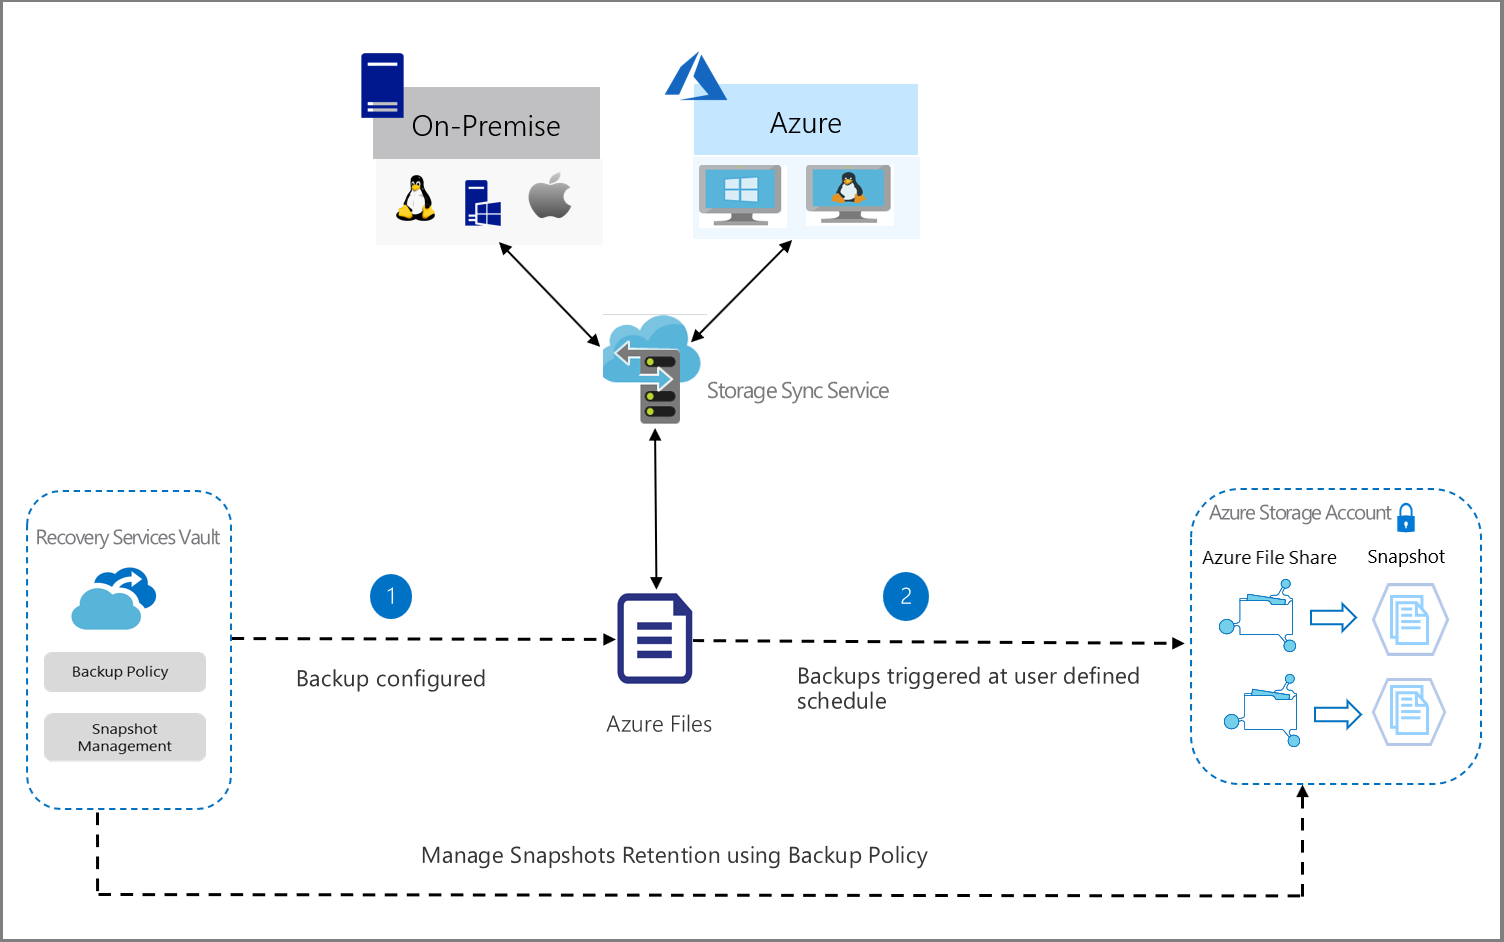 On-Premise
Azure
Storage Sync Service
Recovery Services Vault
Backup Policy
Snapshot
Management
1
Backup configured
Azure Files
2
Backups triggered at user defined
schedule
Azure Storage Account
Azure File Share
Snapshot
Manage Snapshots Retention using Backup Policy